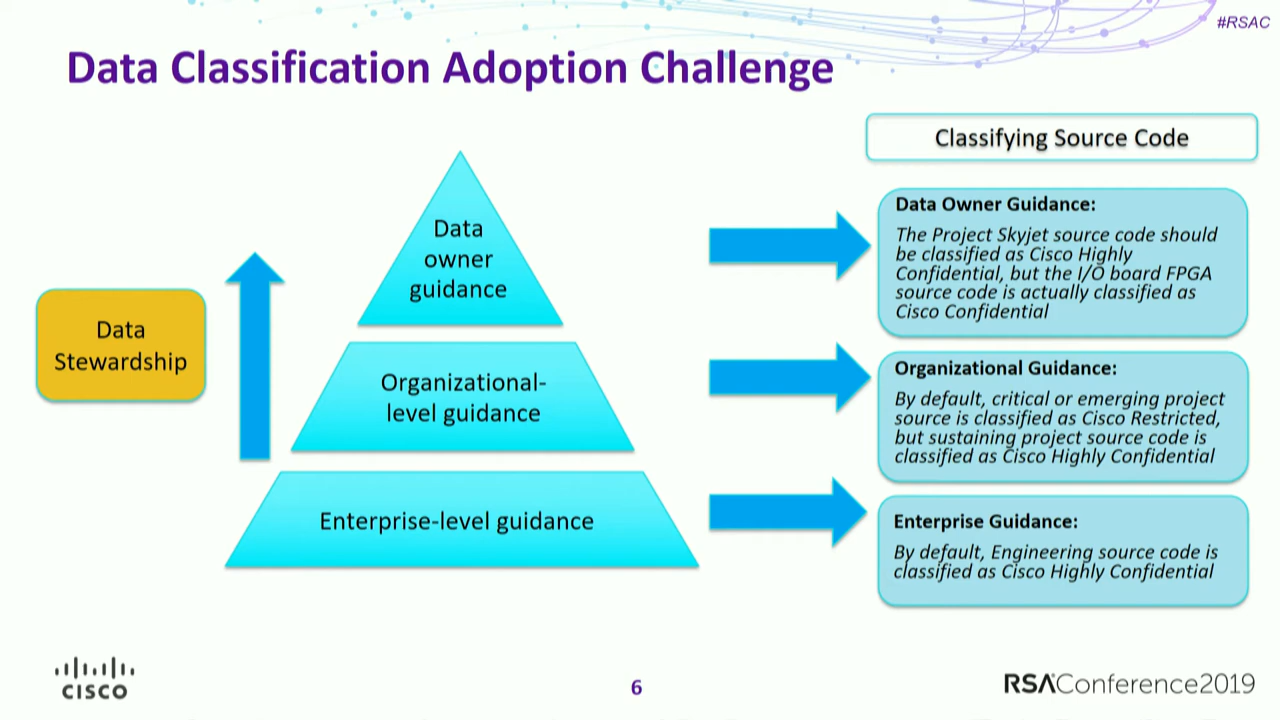 #RSAC
Data Classification Adoption Challenge
Classifying Source Code
Data
Stewardship
Data
owner
guidance
Organizational-
level guidance
Enterprise-level guidance
Data Owner Guidance:
The Project Skyjet source code should
be classified as Cisco Highly
Confidential, but the I/O board FPGA
source code is actually classified as
Cisco Confidential
Organizational Guidance:
By default, critical or emerging project
source is classified as Cisco Restricted,
but sustaining project source code is
classified as Cisco Highly Confidential
Enterprise Guidance:
By default, Engineering source code is
classified as Cisco Highly Confidential
CISCO
6
RSAConference2019